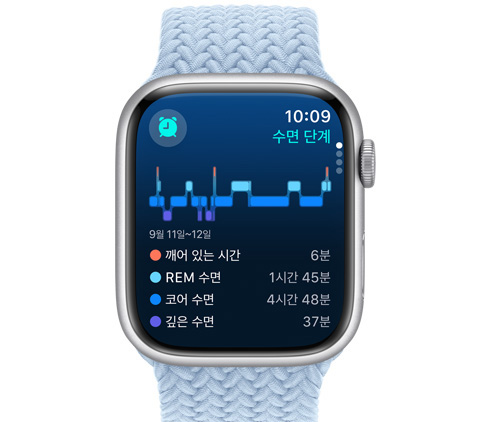 10:09
수면 단계
9월 11일~12일
깨어 있는 시간 6분
REM 수면 1시간 45분
코어 수면 4시간 48분
깊은 수면 37분